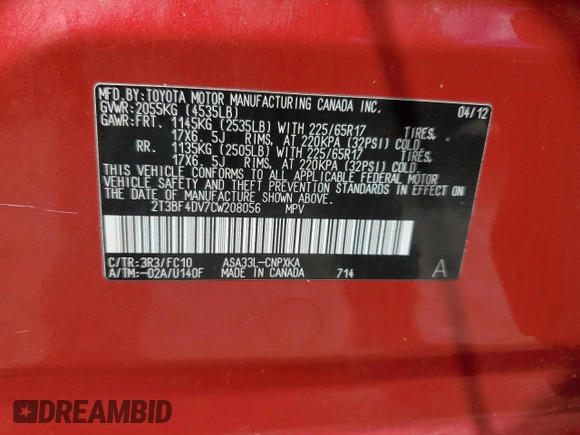 MFD.BY:TOYOTA MOTOR MANUFACTURING CANADA INC.
GVWR:2055KG (4535LB) 04/12
GAWR:FRT. 1145KG (2535LB) WITH 225/65R17 TIRES,
17X6. 5J RIMS, AT 220KPA (32PSI) COLD.
RR. 1135KG (2505LB) WITH 225/65R17 TIRES,
17X6. 5J RIMS, AT 220KPA (32PSI) COLD.
THIS VEHICLE CONFORMS TO ALL APPLICABLE FEDERAL MOTOR
VEHICLE SAFETY AND BUMPER STANDARDS IN EFFECT ON
THE DATE OF MANUFACTURE SHOWN ABOVE.
2T3BF4DV7CW208056 MPV
C/TR:3R3/FC10 ASA33L-CNPXKA
A/TM:-02A/U140F MADE IN CANADA 714 A
DREAMBID